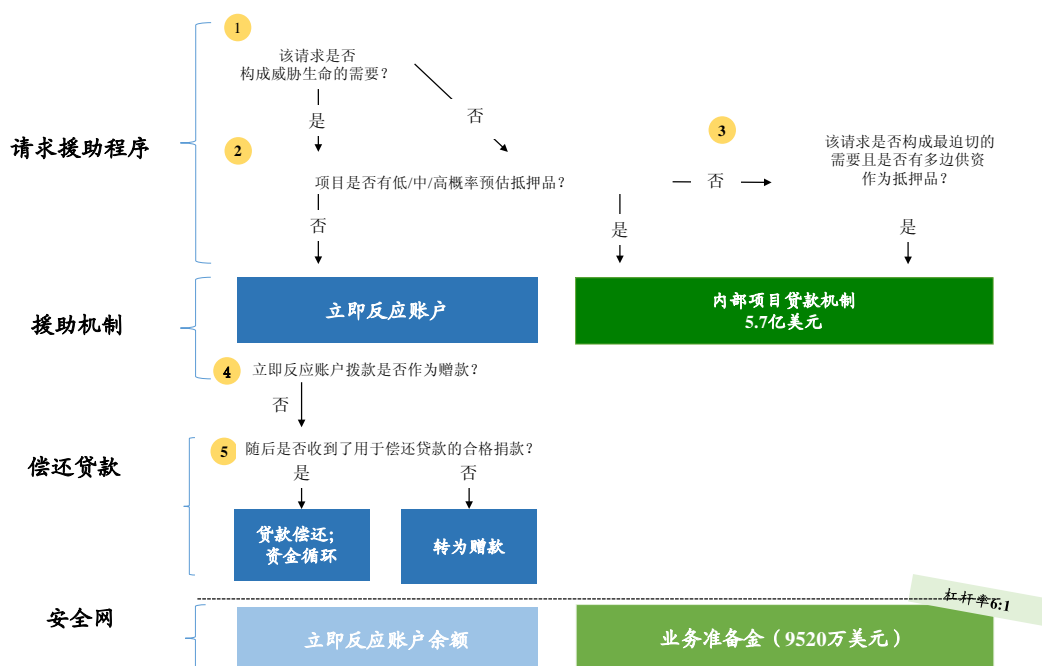 1
该请求是否
构成威胁生命的需要？
是
否
请求援助程序
2
3
项目是否有低/中/高概率预估抵押品？
否
该请求是否构成最迫切的
需要且是否有多边供资
作为抵押品？
否
是
是
援助机制
立即反应账户
内部项目贷款机制
5.7亿美元
4
立即反应账户拨款是否作为赠款？
否
偿还贷款
5
随后是否收到了用于偿还贷款的合格捐款？
是
否
贷款偿还；
资金循环
转为赠款
杠杆率6:1
安全网
立即反应账户余额
业务准备金（9520万美元）